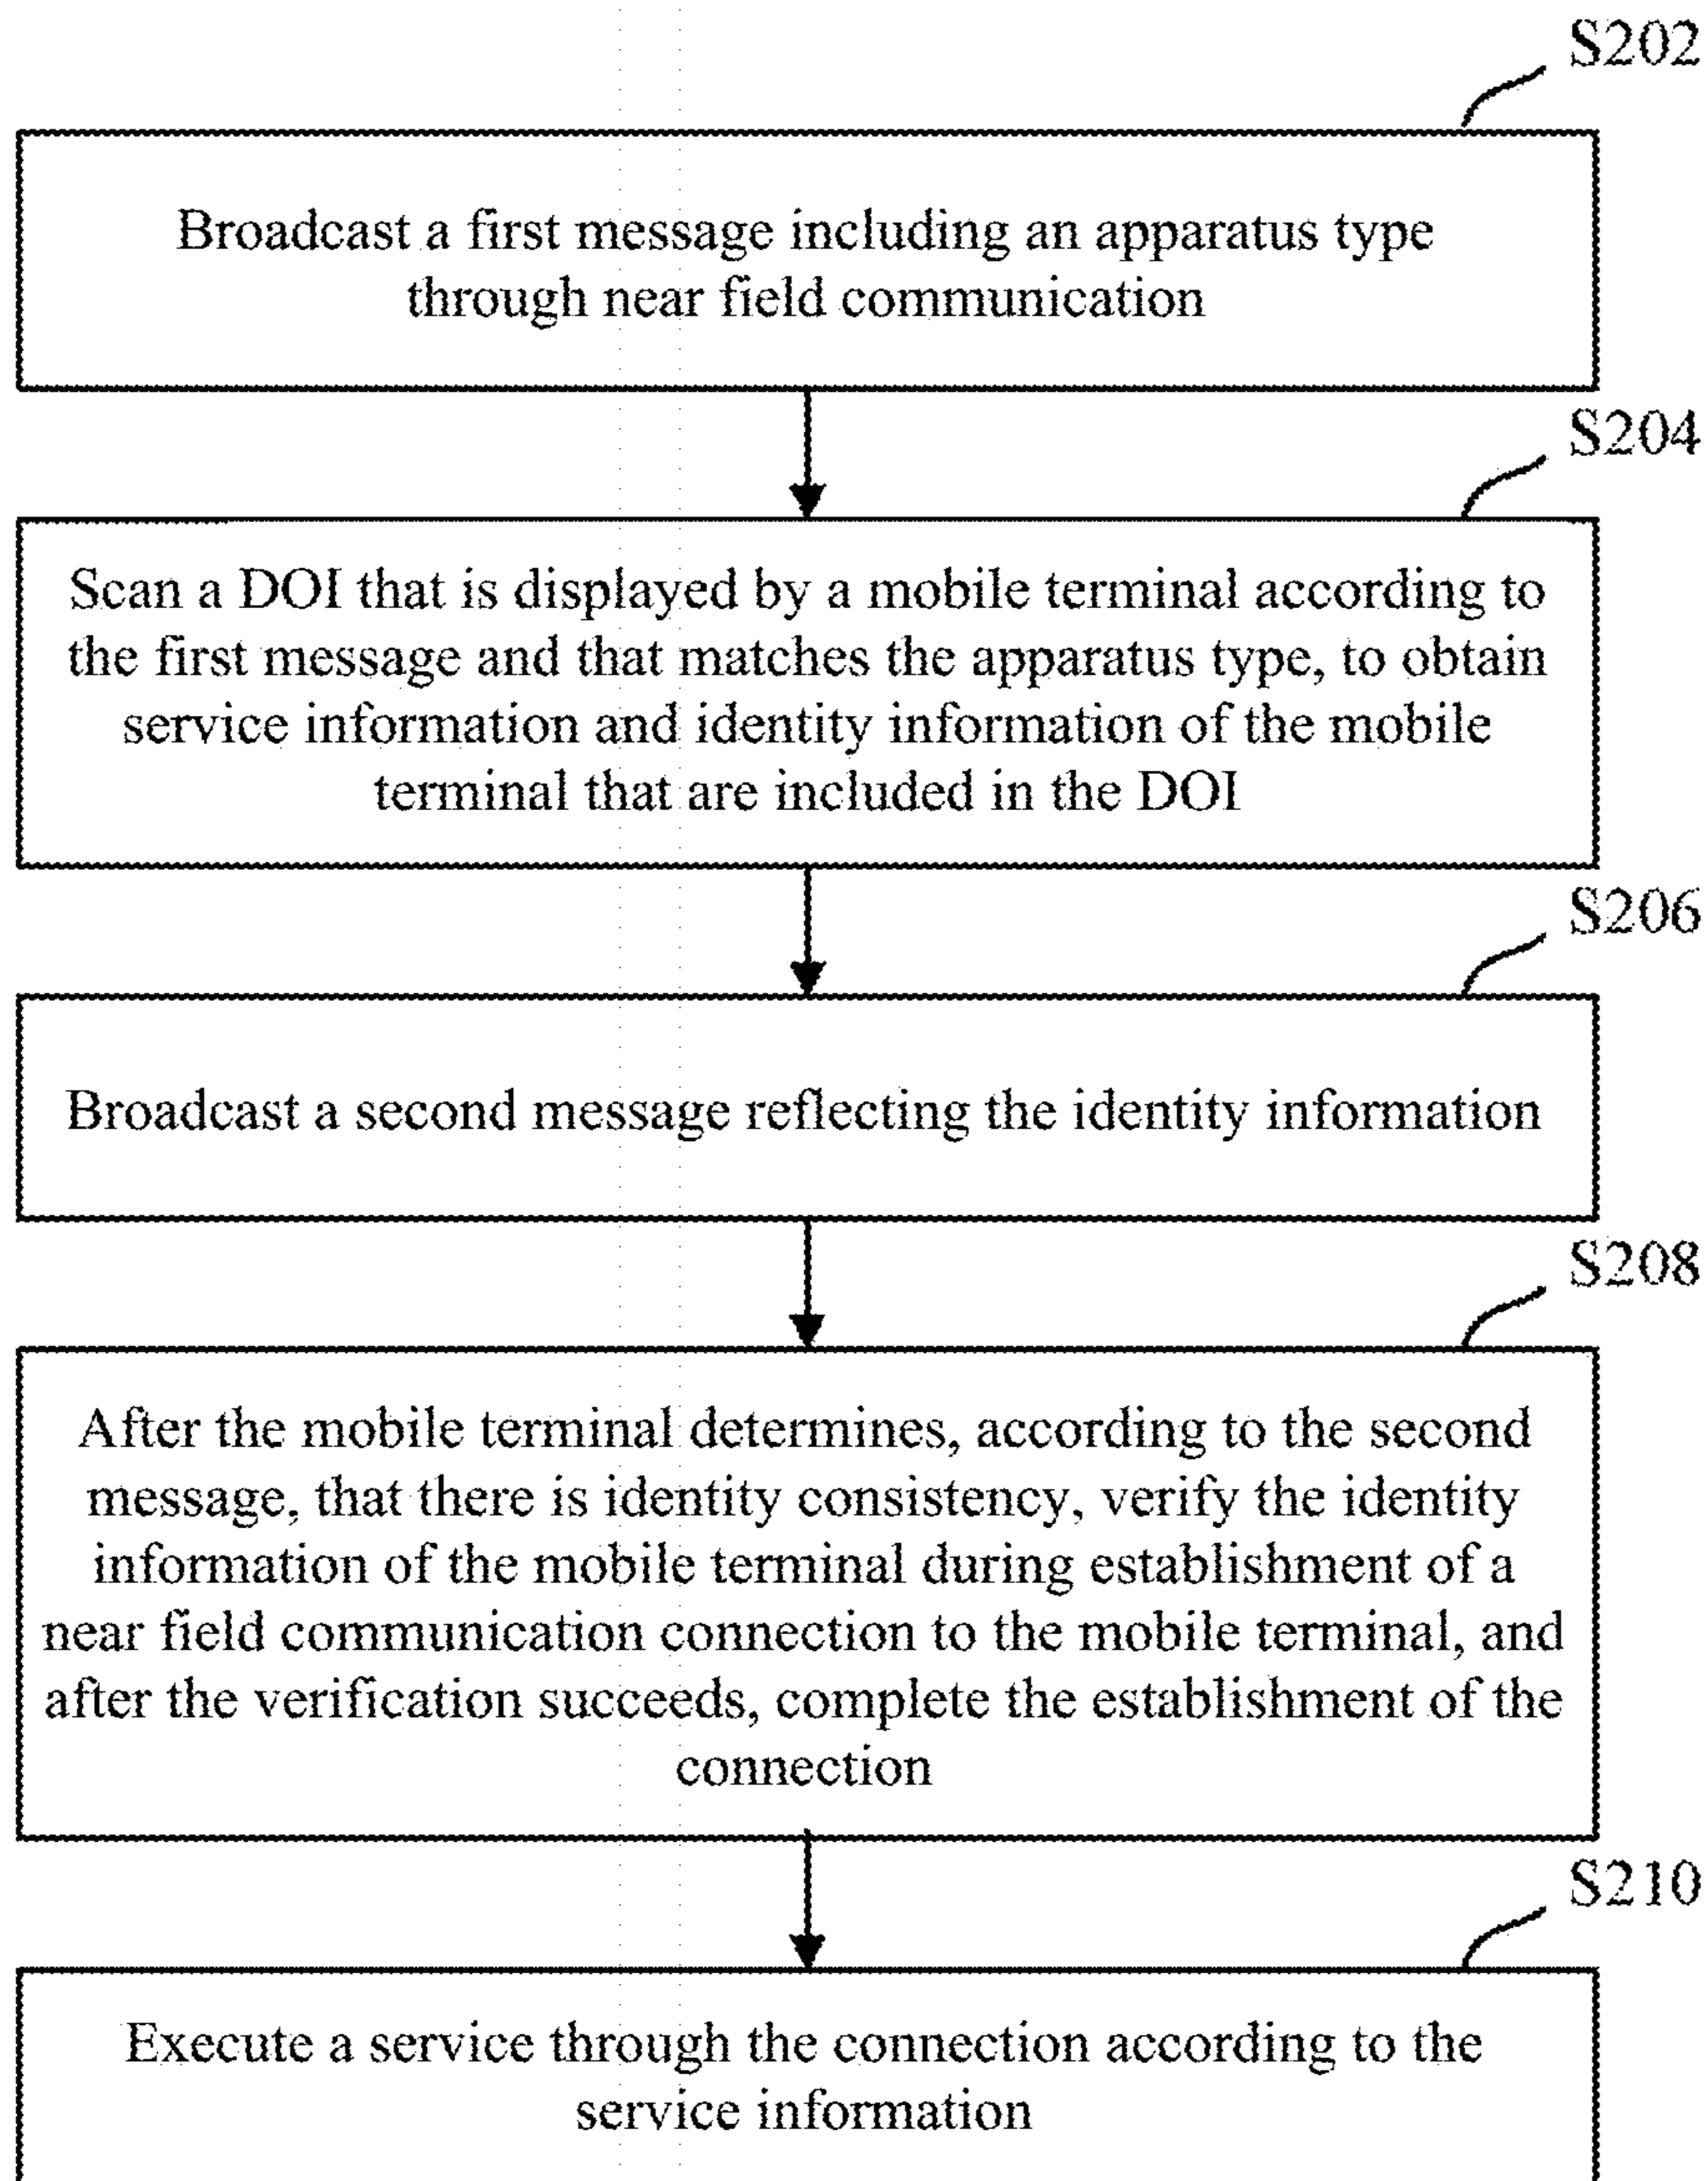 S202
Broadcast a first message including an apparatus type
through near field communication
S204
Scan a DOI that is displayed by a mobile terminal according to
the first message and that matches the apparatus type, to obtain
service information and identity information of the mobile
terminal that are included in the DOI
S206
Broadcast a second message reflecting the identity information
S208
After the mobile terminal determines, according to the second
message, that there is identity consistency, verify the identity
information of the mobile terminal during establishment of a
near field communication connection to the mobile terminal, and
after the verification succeeds, complete the establishment of the
connection
S210
Execute a service through the connection according to the
service information